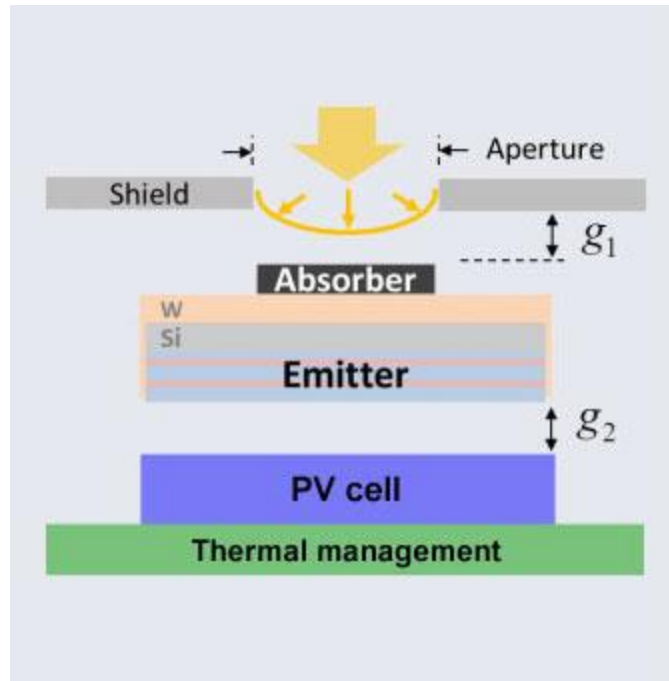 Aperture
Shield
g1
Absorber
W
Si
Emitter
g2
PV cell
Thermal management